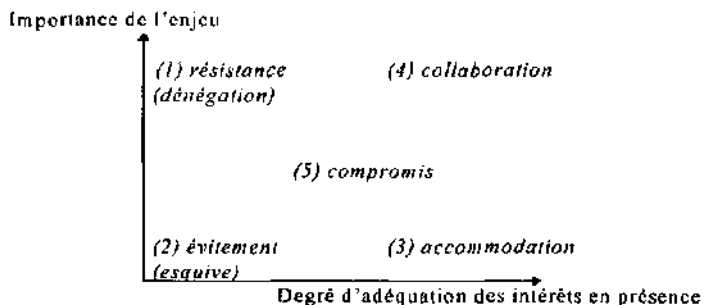 Importance de l'enjeu
(1) résistance
(dénégation)
(4) collaboration
(5) compromis
(2) évitement
(esquive)
(3) accommodation
Degré d'adéquation des intérêts en présence